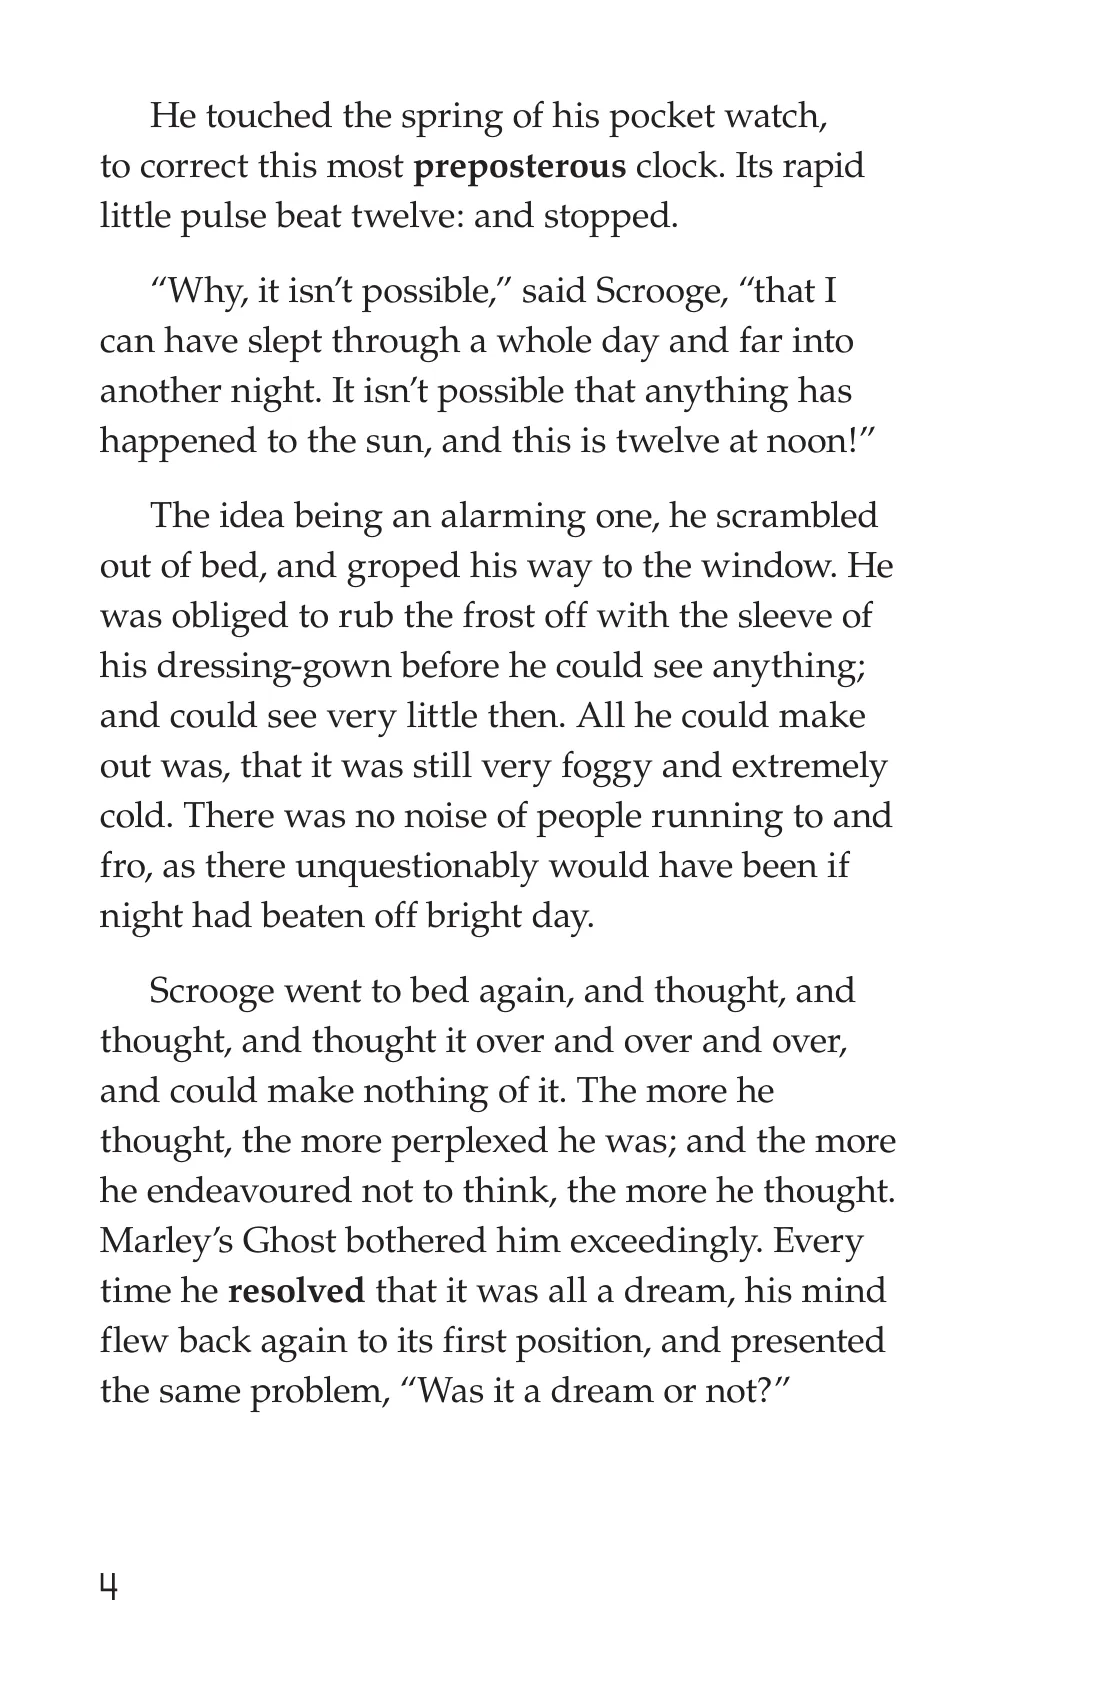 He touched the spring of his pocket watch,
to correct this most preposterous clock. Its rapid
little pulse beat twelve: and stopped.
“Why, it isn’t possible,” said Scrooge, “that I
can have slept through a whole day and far into
another night. It isn’t possible that anything has
happened to the sun, and this is twelve at noon!”
The idea being an alarming one, he scrambled
out of bed, and groped his way to the window. He
was obliged to rub the frost off with the sleeve of
his dressing-gown before he could see anything;
and could see very little then. All he could make
out was, that it was still very foggy and extremely
cold. There was no noise of people running to and
fro, as there unquestionably would have been if
night had beaten off bright day.
Scrooge went to bed again, and thought, and
thought, and thought it over and over and over,
and could make nothing of it. The more he
thought, the more perplexed he was; and the more
he endeavoured not to think, the more he thought.
Marley’s Ghost bothered him exceedingly. Every
time he resolved that it was all a dream, his mind
flew back again to its first position, and presented
the same problem, “Was it a dream or not?”
4